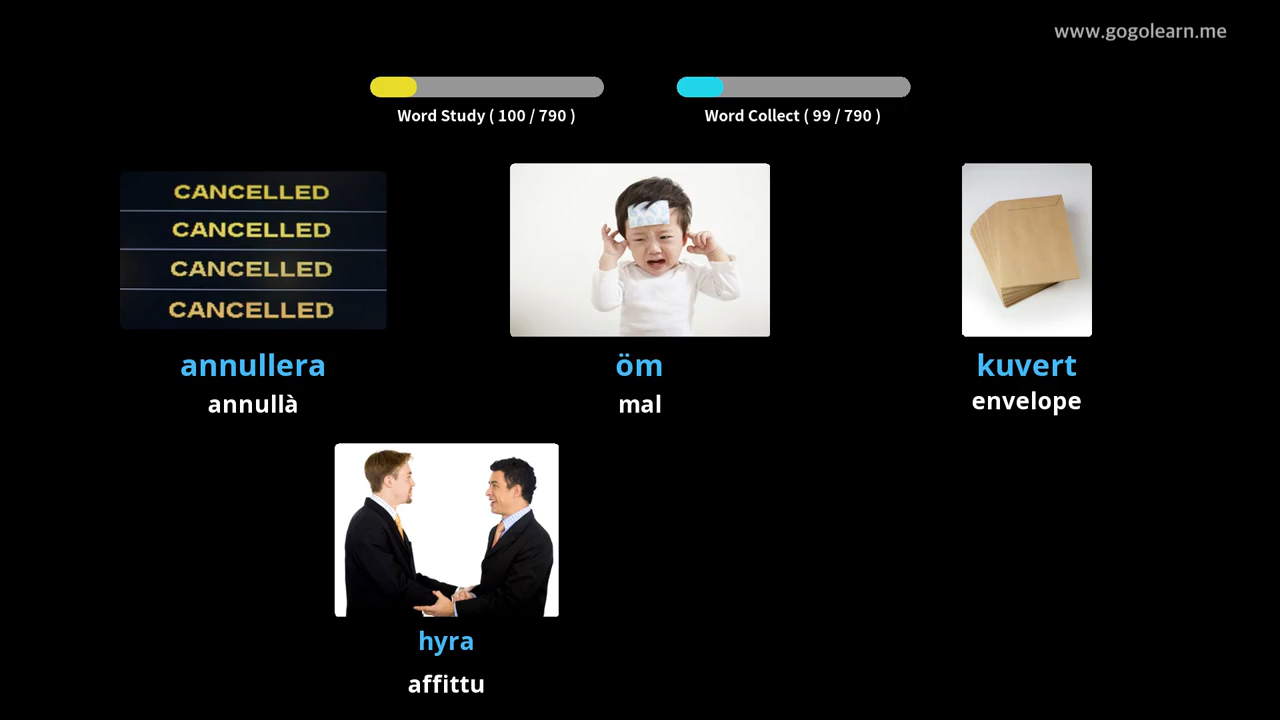 www.gogolearn.me
Word Study ( 100 / 790 )
Word Collect ( 99 / 790 )
CANCELLED
CANCELLED
CANCELLED
CANCELLED
annullera
annullà
öm
mal
kuvert
envelope
hyra
affittu